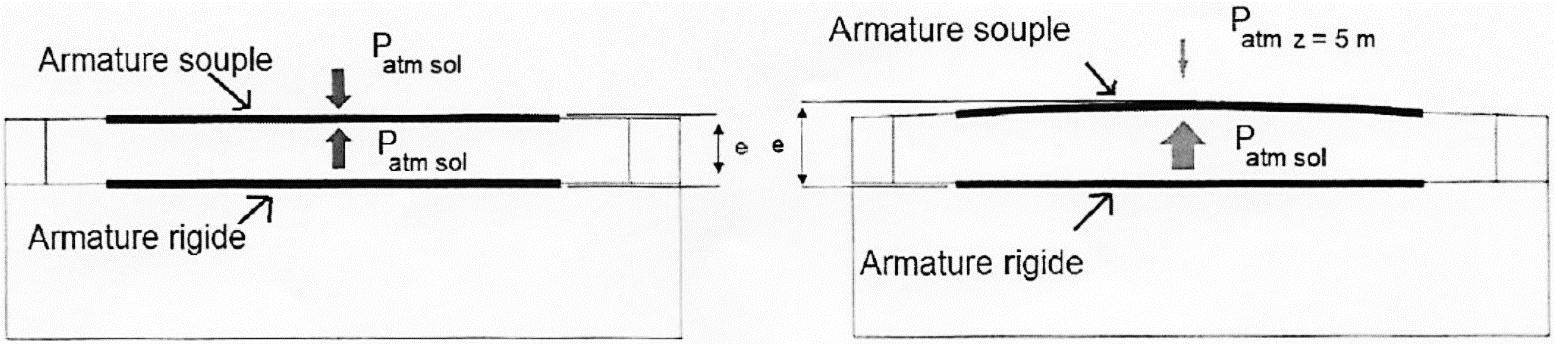 Armature souple
P atm sol
P atm sol
e
Armature rigide
Armature souple
P atm z = 5 m
e
P atm sol
Armature rigide